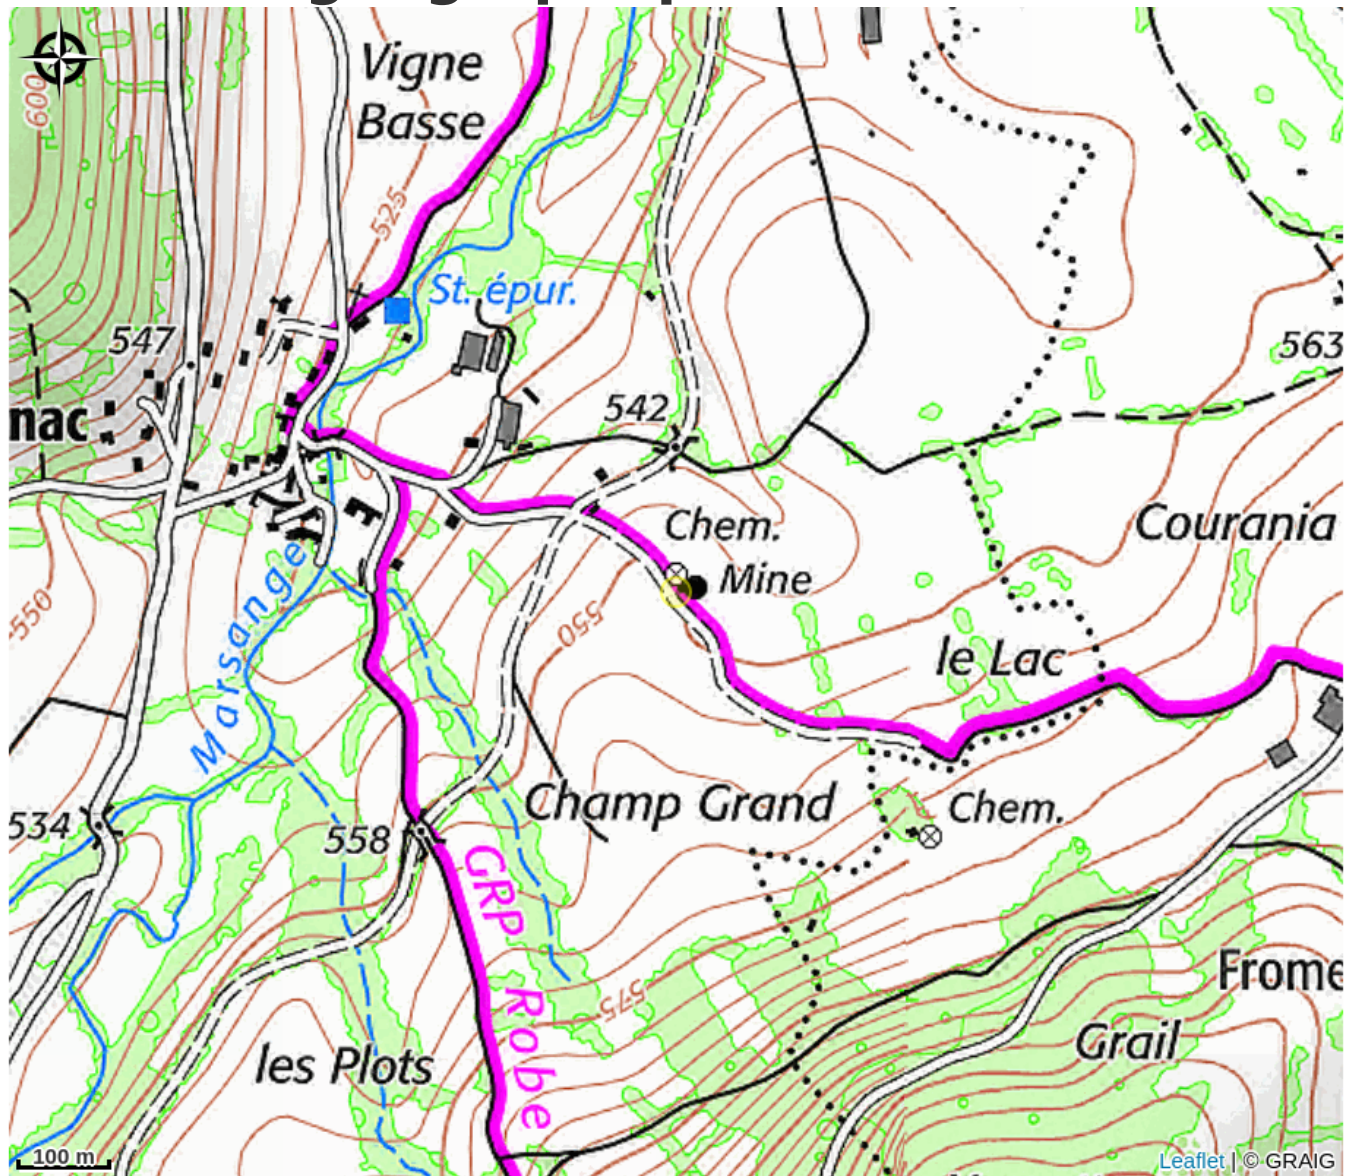 Vigne
Basse
600
525
St. épur.
547
563
nac
542
Chem.
Mine
Courania
550
550
le Lac
Marsange
Champ Grand
Chem.
534
558
GRP Robe
Frome
575
Grail
les Plots
100 m
Leaflet | © GRAIG